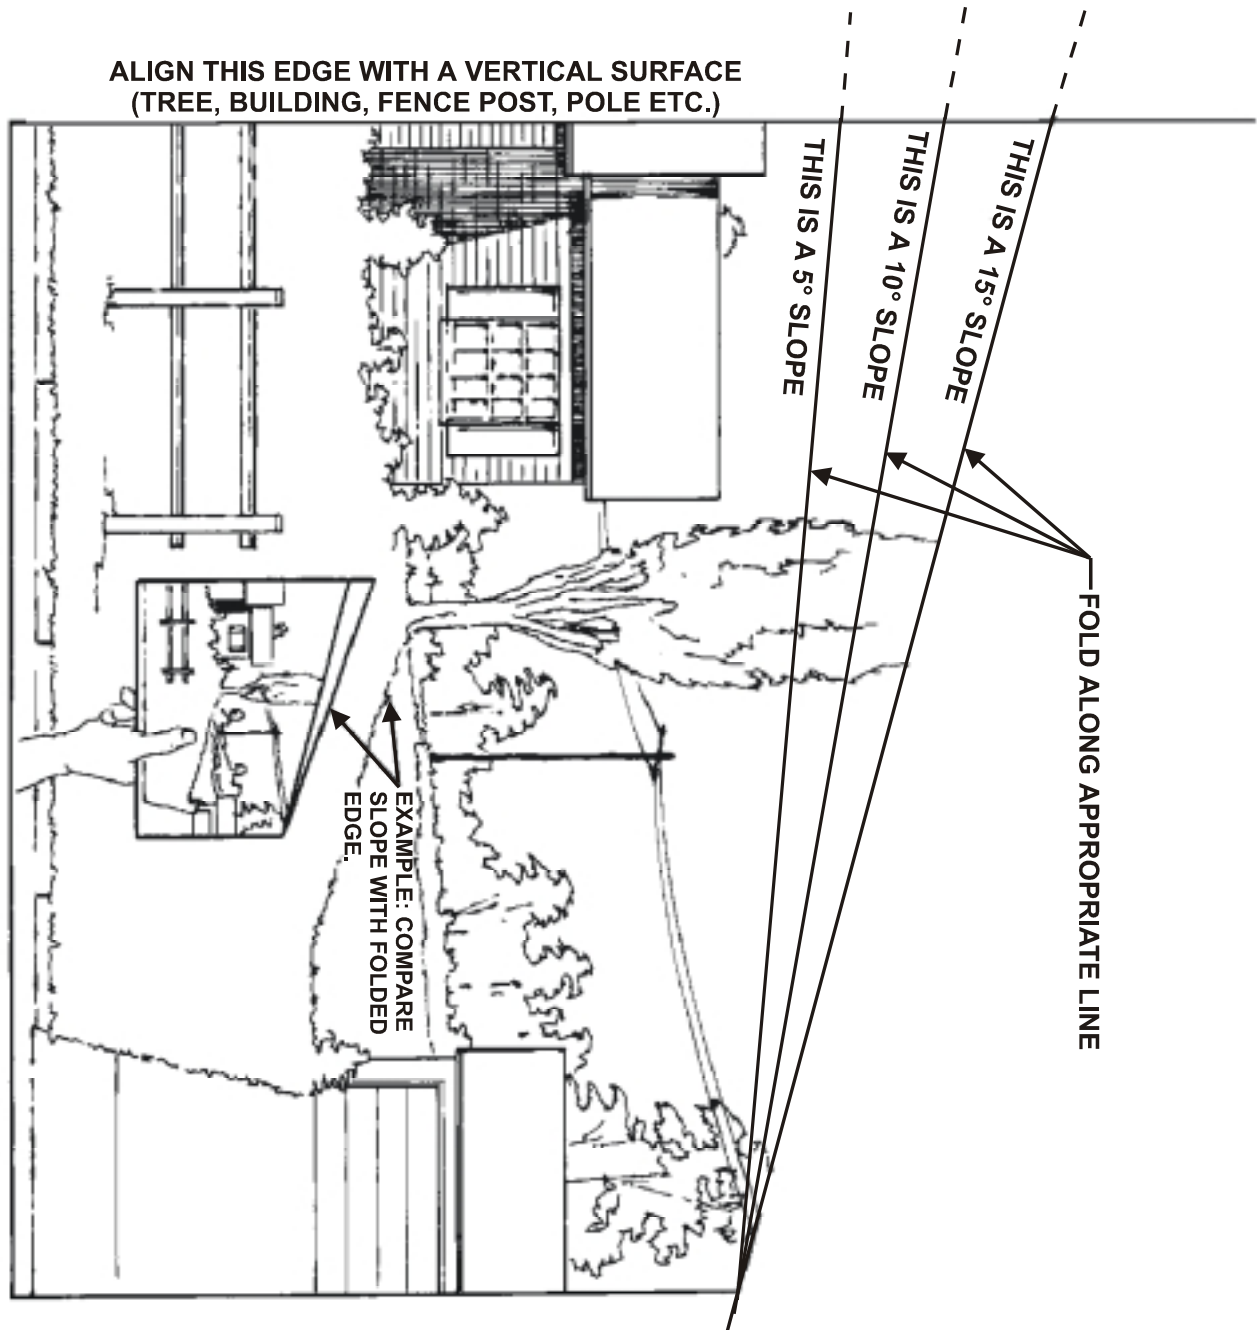 ALIGN THIS EDGE WITH A VERTICAL SURFACE
(TREE, BUILDING, FENCE POST, POLE ETC.)
THIS IS A 5° SLOPE
THIS IS A 10° SLOPE
THIS IS A 15° SLOPE
FOLD ALONG APPROPRIATE LINE
EXAMPLE: COMPARE
SLOPE WITH FOLDED
EDGE.